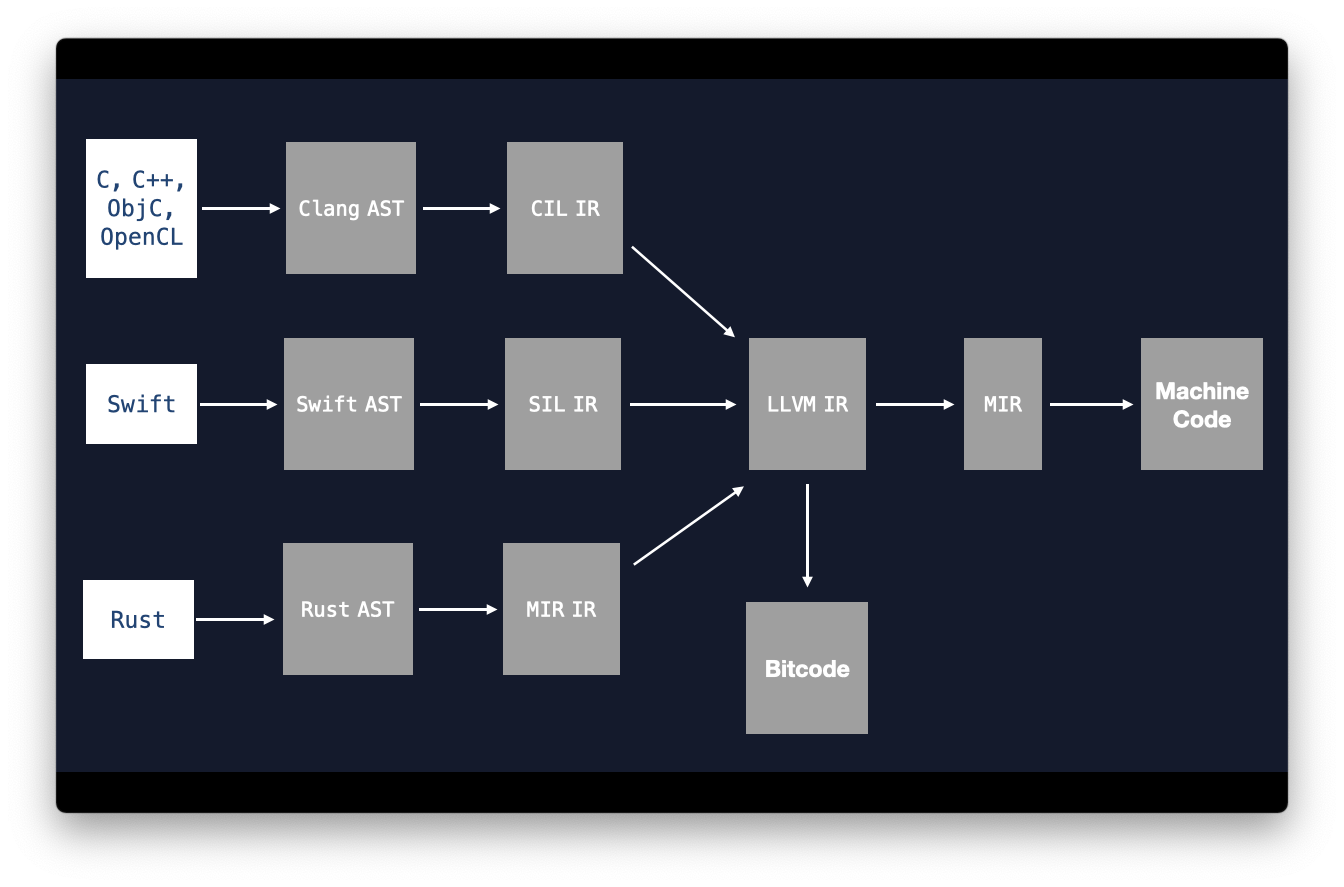 C, C++,
ObjC,
OpenCL
Clang AST
CIL IR
Swift
Swift AST
SIL IR
LLVM IR
MIR
Machine
Code
Rust
Rust AST
MIR IR
Bitcode